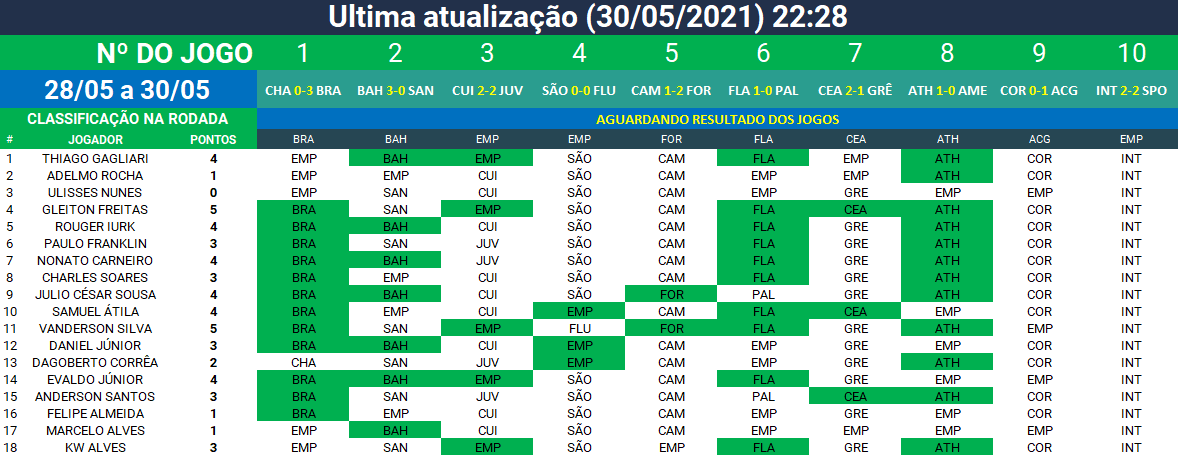 Ultima atualização (30/05/2021) 22:28
Nº DO JOGO 1 2 3 4 5 6 7 8 9 10
28/05 a 30/05 CHA 0-3 BRA BAH 3-0 SAN CUI 2-2 JUV SÃO 0-0 FLU CAM 1-2 FOR FLA 1-0 PAL CEA 2-1 GRÊ ATH 1-0 AME COR 0-1 ACG INT 2-2 SPO
CLASSIFICAÇÃO NA RODADA AGUARDANDO RESULTADO DOS JOGOS
# JOGADOR PONTOS BRA BAH EMP EMP FOR FLA CEA ATH ACG EMP
1 THIAGO GAGLIARI 4 EMP BAH EMP SÃO CAM FLA EMP ATH COR INT
2 ADELMO ROCHA 1 EMP EMP CUI SÃO CAM EMP EMP ATH COR INT
3 ULISSES NUNES 0 EMP SAN CUI SÃO CAM EMP GRE EMP EMP INT
4 GLEITON FREITAS 5 BRA SAN EMP SÃO CAM FLA CEA ATH COR INT
5 ROUGER IURK 4 BRA BAH CUI SÃO CAM FLA GRE ATH COR INT
6 PAULO FRANKLIN 3 BRA SAN JUV SÃO CAM FLA GRE ATH COR INT
7 NONATO CARNEIRO 4 BRA BAH JUV SÃO CAM FLA GRE ATH COR INT
8 CHARLES SOARES 3 BRA EMP CUI SÃO CAM FLA GRE ATH COR INT
9 JULIO CÉSAR SOUSA 4 BRA BAH CUI SÃO FOR PAL GRE ATH COR INT
10 SAMUEL ÁTILA 4 BRA EMP CUI EMP CAM FLA CEA EMP COR INT
11 VANDERSON SILVA 5 BRA SAN EMP FLU FOR FLA GRE ATH EMP INT
12 DANIEL JÚNIOR 3 BRA BAH CUI EMP CAM EMP GRE EMP COR INT
13 DAGOBERTO CORRÊA 2 CHA SAN JUV EMP CAM EMP GRE ATH COR INT
14 EVALDO JÚNIOR 4 BRA BAH EMP SÃO CAM FLA GRE EMP EMP INT
15 ANDERSON SANTOS 3 BRA SAN JUV SÃO CAM PAL CEA ATH COR INT
16 FELIPE ALMEIDA 1 BRA EMP CUI SÃO CAM EMP GRE EMP COR INT
17 MARCELO ALVES 1 EMP BAH CUI SÃO CAM EMP GRE EMP EMP INT
18 KW ALVES 3 EMP SAN EMP SÃO EMP FLA GRE ATH COR INT